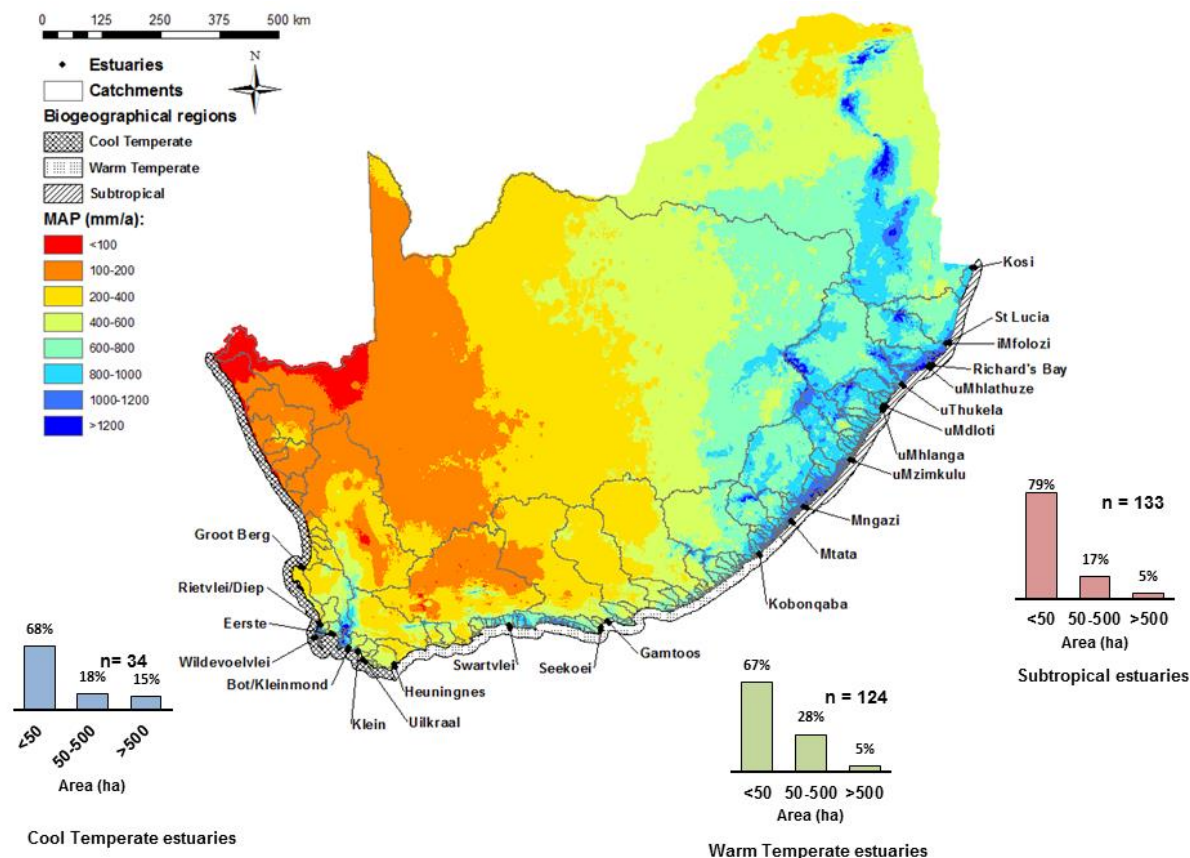 0 125 250 375 500 km
N
Estuaries
Catchments
Biogeographical regions
Cool Temperate
Warm Temperate
Subtropical
MAP (mm/a):
<100
100-200
200-400
400-600
600-800
800-1000
1000-1200
>1200
Kosi
St Lucia
iMfolozi
Richard's Bay
uMhlathuze
uThukela
uMdloti
uMhlanga
uMzimkulu
Mngazi
Mtata
Kobonqaba
Gamtoos
Seekoei
Swartvlei
Heuningnes
Uilkraal
Klein
Bot/Kleinmond
Wildevoelvlei
Eerste
Rietvlei/Diep
Groot Berg
68%
18%
15%
n= 34
<50
50-500
>500
Area (ha)
Cool Temperate estuaries
67%
28%
5%
n = 124
<50 50-500 >500
Area (ha)
Warm Temperate estuaries
79%
17%
5%
n = 133
<50 50-500 >500
Area (ha)
Subtropical estuaries